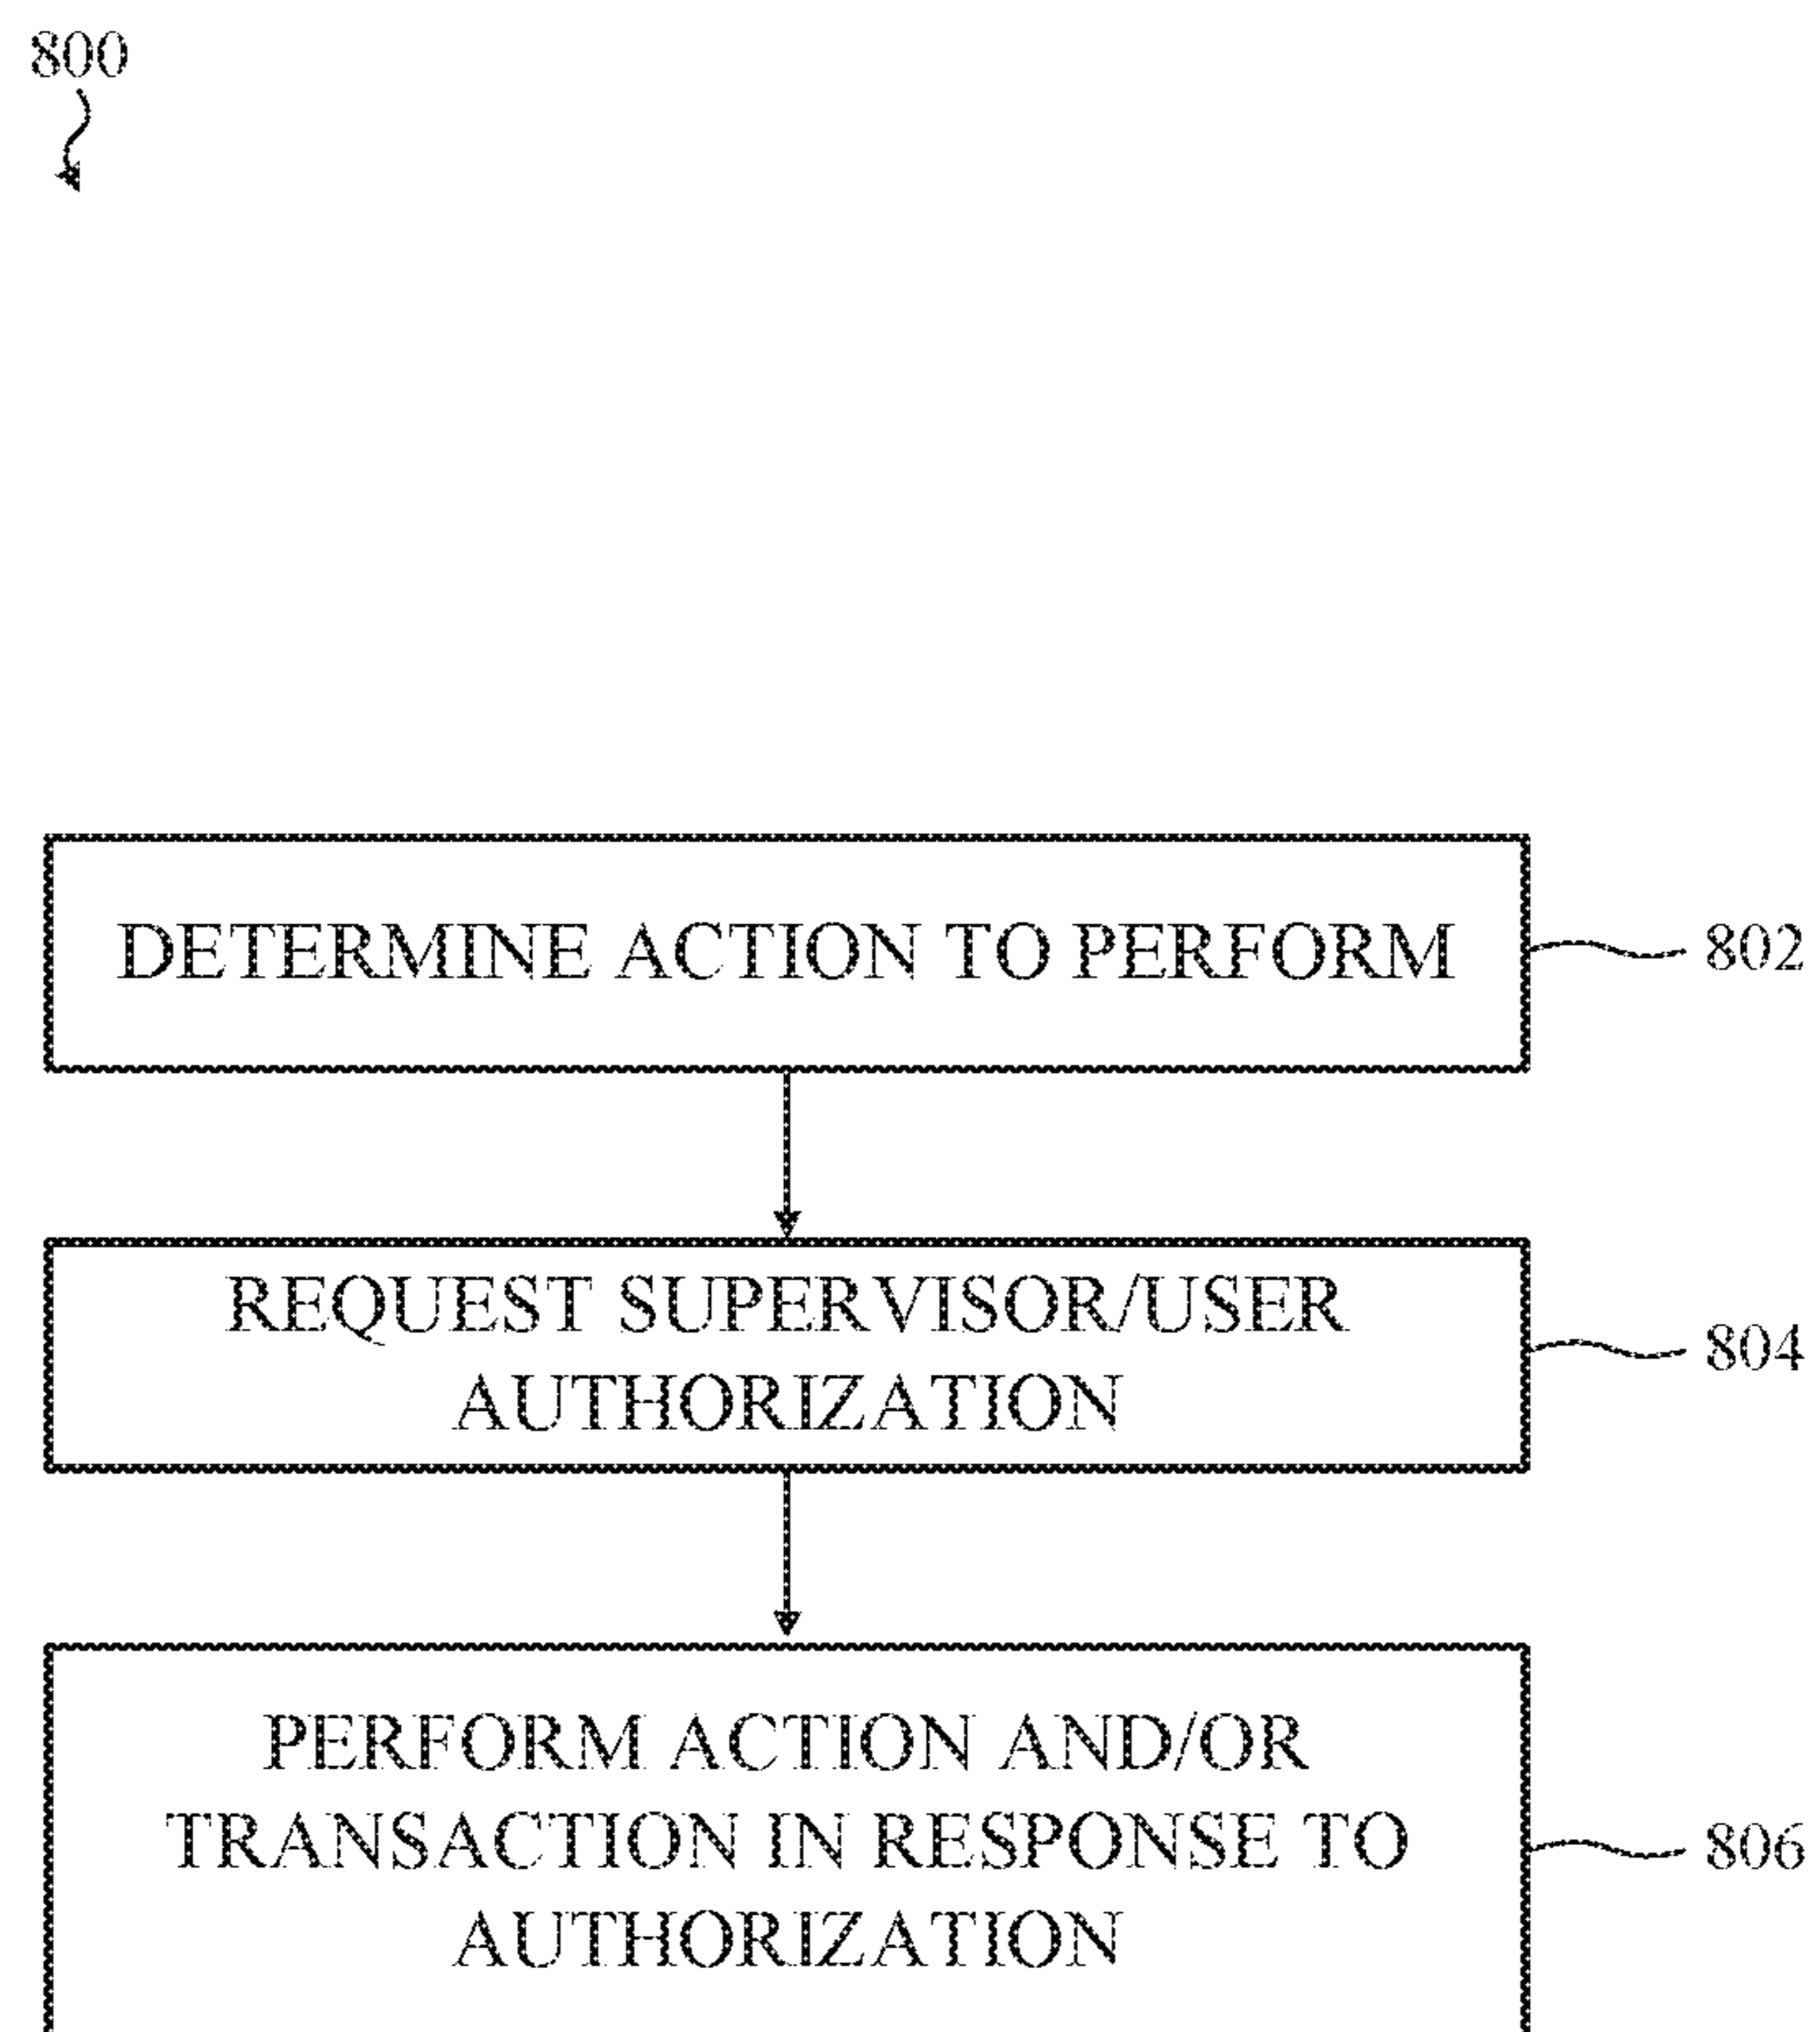 800
DETERMINE ACTION TO PERFORM
802
REQUEST SUPERVISOR/USER
AUTHORIZATION
804
PERFORM ACTION AND/OR
TRANSACTION IN RESPONSE TO
AUTHORIZATION
806